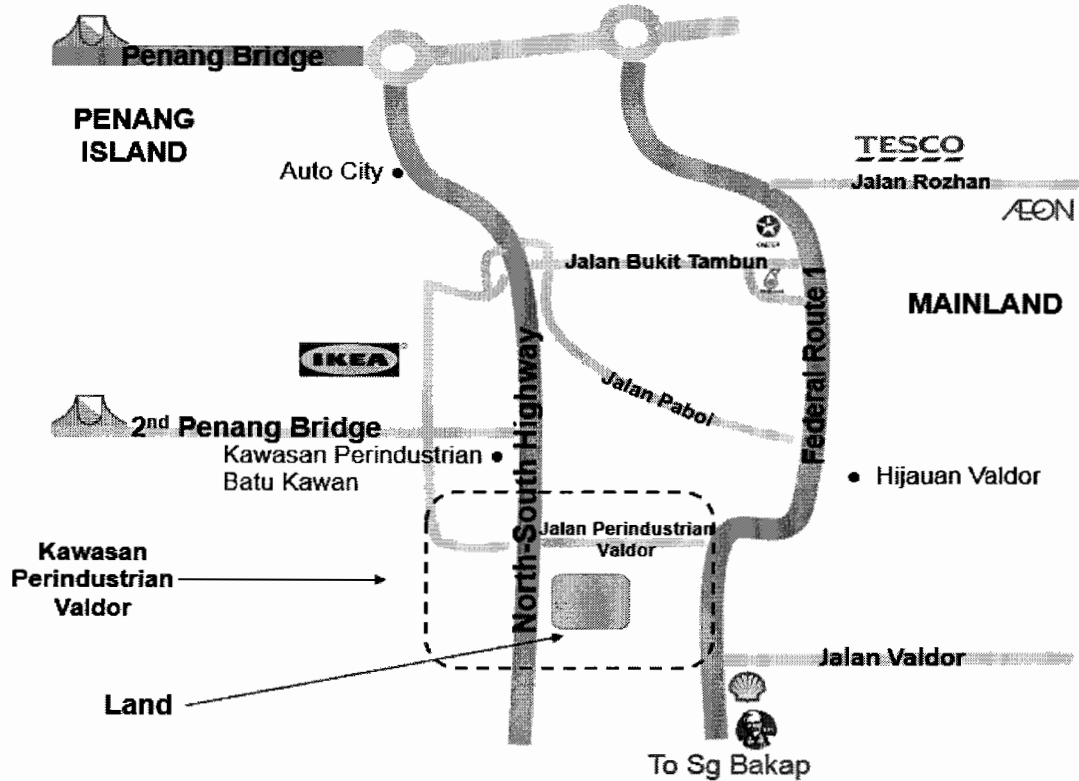 Penang Bridge
PENANG
ISLAND
Auto City
TESCO
Jalan Rozhan
ÆON
Jalan Bukit Tambun
MAINLAND
IKEA
North-South Highway
Federal Route 1
Jalan Paboi
2nd Penang Bridge
Kawasan Perindustrian
Batu Kawan
Hijauan Valdor
Jalan Perindustrian
Valdor
Kawasan
Perindustrian
Valdor
Jalan Valdor
Land
To Sg Bakap